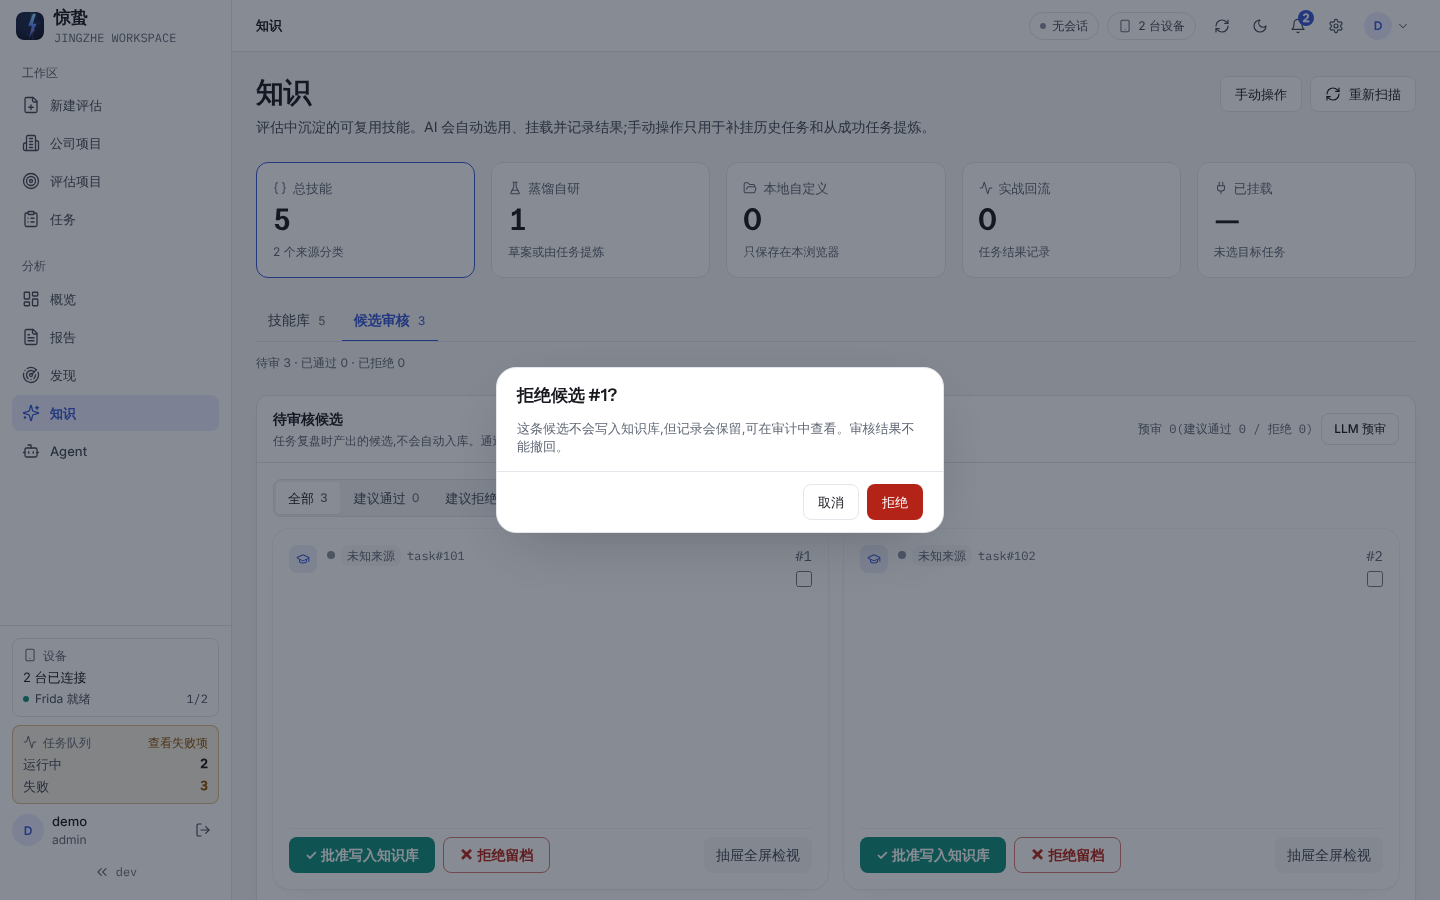 惊蛰
JINGZHE WORKSPACE
工作区
新建评估
公司项目
评估项目
任务
分析
概览
报告
发现
知识
Agent
设备
2 台已连接
Frida 就绪 1/2
任务队列 查看失败项
运行中 2
失败 3
D demo
admin
dev
知识
无会话 2 台设备 2 D
知识
手动操作 重新扫描
评估中沉淀的可复用技能。AI 会自动选用、挂载并记录结果;手动操作只用于补挂历史任务和从成功任务提炼。
总技能
5
2 个来源分类
蒸馏自研
1
草案或由任务提炼
本地自定义
0
只保存在本浏览器
实战回流
0
任务结果记录
已挂载
—
未选目标任务
技能库 5 候选审核 3
待审 3 · 已通过 0 · 已拒绝 0
待审核候选
任务复盘时产出的候选,不会自动入库。通
预审 0(建议通过 0 / 拒绝 0) LLM 预审
全部 3 建议通过 0 建议拒绝
拒绝候选 #1?
这条候选不会写入知识库,但记录会保留,可在审计中查看。审核结果不
能撤回。
取消 拒绝
未知来源 task#101 #1
批准写入知识库 拒绝留档 抽屉全屏检视
未知来源 task#102 #2
批准写入知识库 拒绝留档 抽屉全屏检视